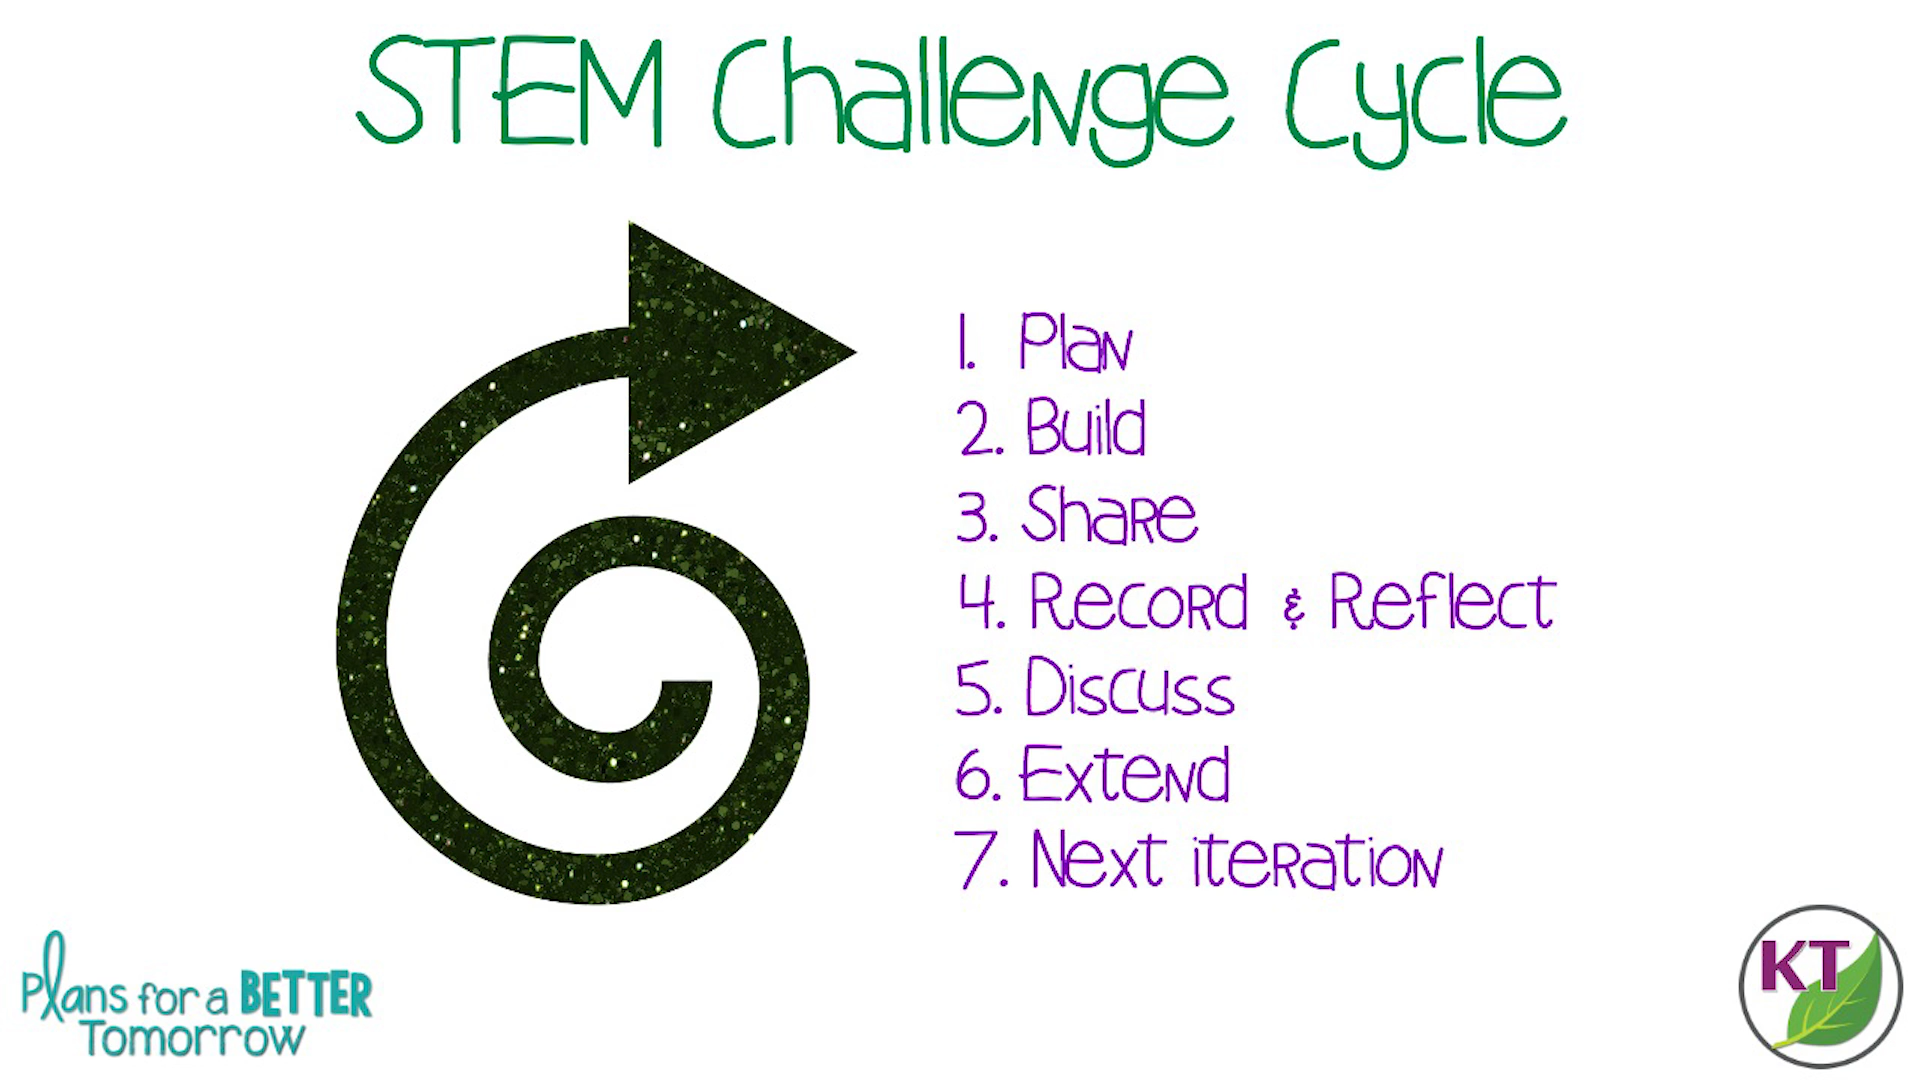 STEM Challenge Cycle
1. Plan
2. Build
3. Share
4. Record & Reflect
5. Discuss
6. Extend
7. Next iteration
Plans for a BETTER
Tomorrow
KT